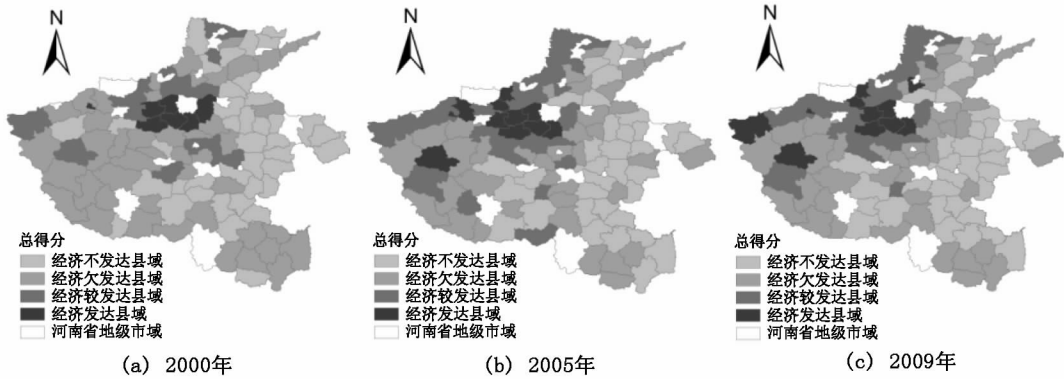 N
总得分
经济不发达县域
经济欠发达县域
经济较发达县域
经济发达县域
河南省地级市域
(a) 2000年
N
总得分
经济不发达县域
经济欠发达县域
经济较发达县域
经济发达县域
河南省地级市域
(b) 2005年
N
总得分
经济不发达县域
经济欠发达县域
经济较发达县域
经济发达县域
河南省地级市域
(c) 2009年